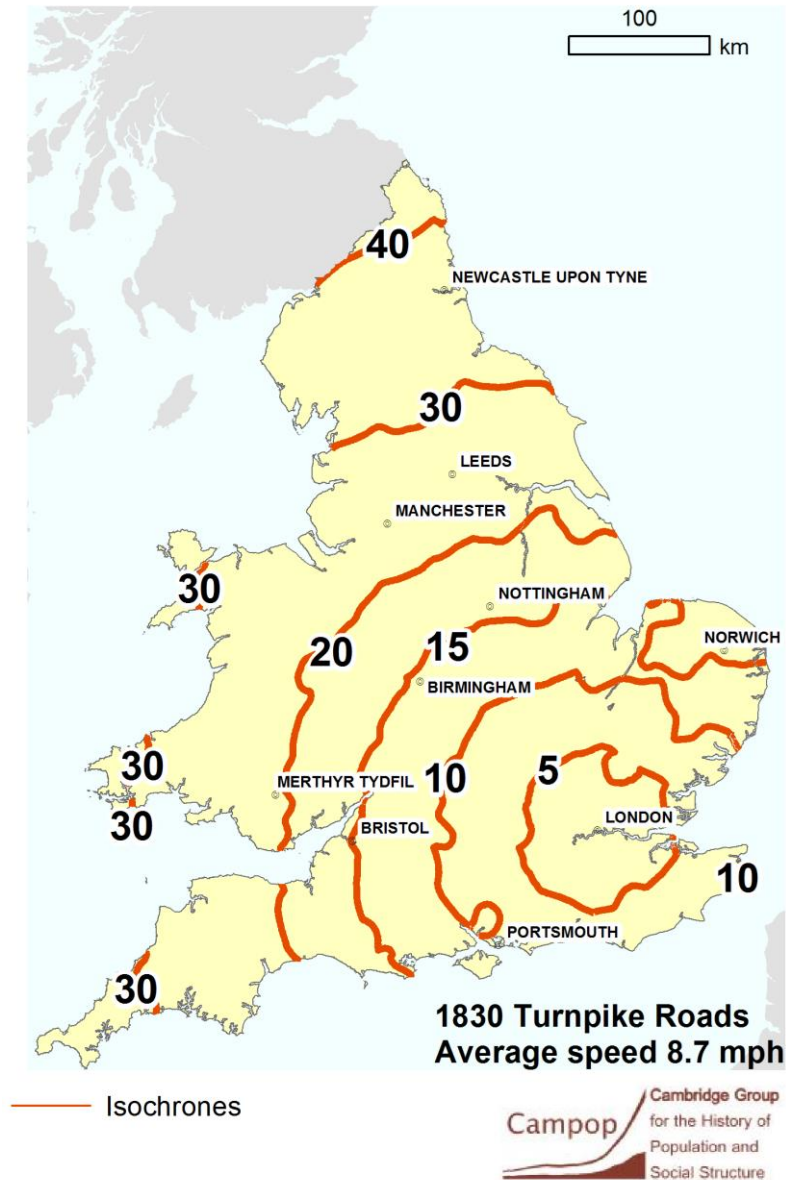 100
km
40
NEWCASTLE UPON TYNE
30
LEEDS
MANCHESTER
30
NOTTINGHAM
20
15
NORWICH
BIRMINGHAM
30
MERTHYR TYDFIL
10
5
30
BRISTOL
LONDON
10
PORTSMOUTH
30
1830 Turnpike Roads
Average speed 8.7 mph
Isochrones
Campop
Cambridge Group
for the History of
Population and
Social Structure